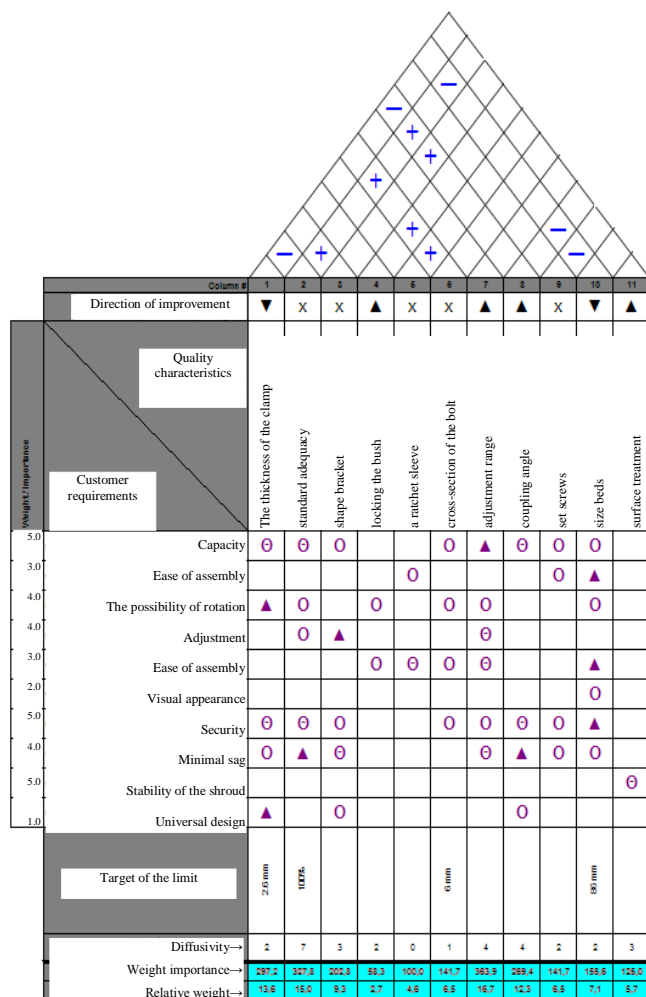 Column # 1 2 3 4 5 6 7 8 9 10 11
Direction of improvement ▼ X X ▲ X X ▲ ▲ X ▼ ▲
Quality
characteristics
Customer
requirements
Weight / Importance
The thickness of the clamp
standard adequacy
shape bracket
locking the bush
a ratchet sleeve
cross-section of the bolt
adjustment range
coupling angle
set screws
size beds
surface treatment
5.0 Capacity Θ Θ O O ▲ Θ O O
3.0 Ease of assembly O O ▲
4.0 The possibility of rotation ▲ O O O O O
4.0 Adjustment O ▲ Θ
3.0 Ease of assembly O Θ O Θ ▲
2.0 Visual appearance O
5.0 Security Θ Θ O O O Θ O ▲
4.0 Minimal sag O ▲ Θ Θ ▲ O O
5.0 Stability of the shroud Θ
1.0 Universal design ▲ O O
Target of the limit 2.6 mm 100% 6 mm 86 mm
Diffusivity→ 2 7 3 2 0 1 4 4 2 2 3
Weight importance→ 297,2 327,8 202,8 58,3 100,0 141,7 363,9 269,4 141,7 155,6 125,0
Relative weight→ 13,6 15,0 9,3 2,7 4,6 6,5 16,7 12,3 6,5 7,1 5,7